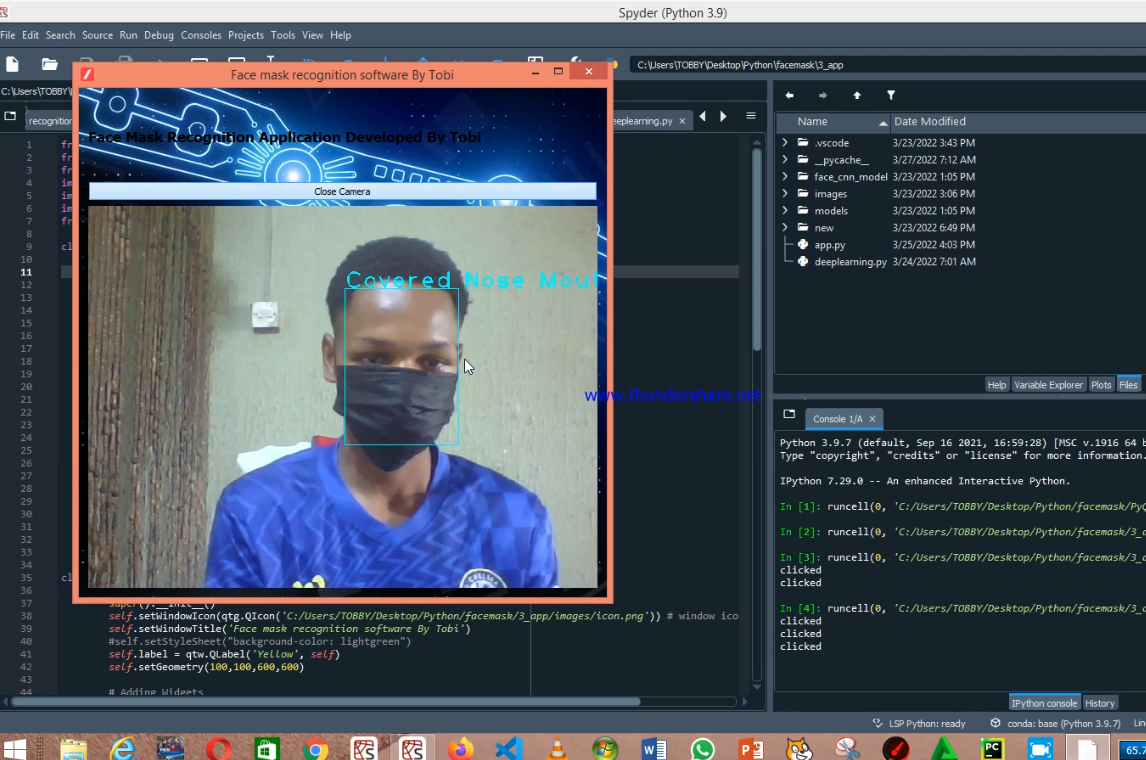 Spyder (Python 3.9)
File Edit Search Source Run Debug Consoles Projects Tools View Help
C:\Users\TOBBY\Desktop\Python\facemask\3_app
Face mask recognition software By Tobi
C:\Users\TOBBY\
recognition
eeplearning.py
Face Mask Recognition Application Developed By Tobi
Close Camera
Covered Nose Mout
www.thundershare.net
CHELSEA
1
2
3
4
5
6
7
8
9
10
11
12
13
14
15
16
17
18
19
20
21
22
23
24
25
26
27
28
29
30
31
32
33
34
35
36
37 super().__init__()
38 self.setWindowIcon(qtg.QIcon('C:/Users/TOBBY/Desktop/Python/facemask/3_app/images/icon.png')) # window ico
39 self.setWindowTitle('Face mask recognition software By Tobi')
40 #self.setStyleSheet("background-color: lightgreen")
41 self.label = qtw.QLabel('Yellow', self)
42 self.setGeometry(100,100,600,600)
43
44 # Adding Widgets
Name Date Modified
.vscode 3/23/2022 3:43 PM
__pycache__ 3/27/2022 7:12 AM
face_cnn_model 3/23/2022 1:05 PM
images 3/23/2022 3:06 PM
models 3/23/2022 1:05 PM
new 3/23/2022 6:49 PM
app.py 3/25/2022 4:03 PM
deeplearning.py 3/24/2022 7:01 AM
Help Variable Explorer Plots Files
Console 1/A
Python 3.9.7 (default, Sep 16 2021, 16:59:28) [MSC v.1916 64 b
Type "copyright", "credits" or "license" for more information.
IPython 7.29.0 -- An enhanced Interactive Python.
In [1]: runcell(0, 'C:/Users/TOBBY/Desktop/Python/facemask/PyQ
In [2]: runcell(0, 'C:/Users/TOBBY/Desktop/Python/facemask/3_a
In [3]: runcell(0, 'C:/Users/TOBBY/Desktop/Python/facemask/3_a
clicked
clicked
In [4]: runcell(0, 'C:/Users/TOBBY/Desktop/Python/facemask/3_a
clicked
clicked
clicked
IPython console History
LSP Python: ready conda: base (Python 3.9.7) Lin
65.7